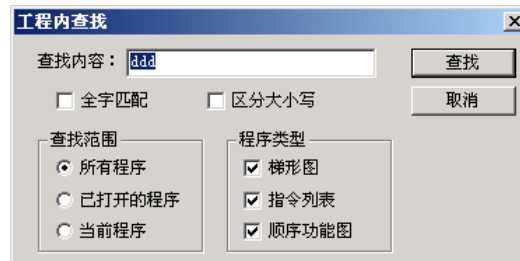 工程内查找
查找内容： ddd 查找
全字匹配 区分大小写 取消
查找范围 程序类型
所有程序 梯形图
已打开的程序 指令列表
当前程序 顺序功能图